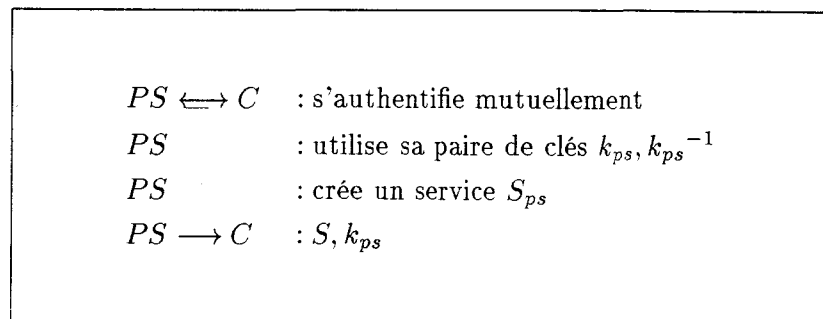 PS ⟺ C : s'authentifie mutuellement
PS : utilise sa paire de clés k_ps, k_ps^-1
PS : crée un service S_ps
PS ⟶ C : S, k_ps